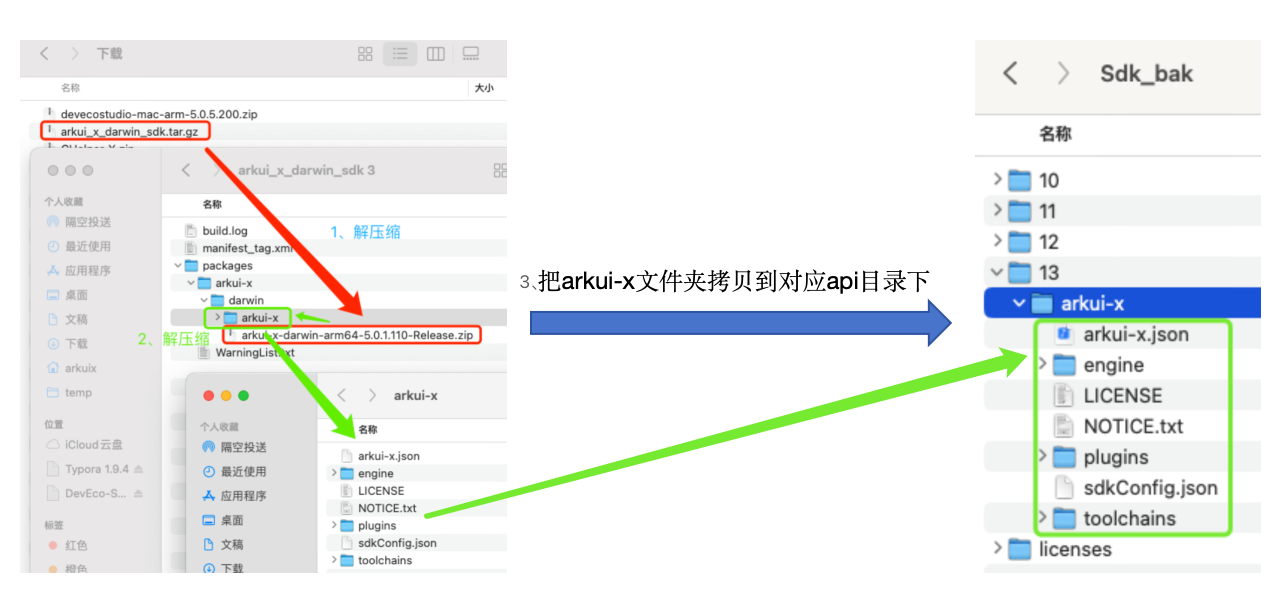 下载
名称
大小
devecostudio-mac-arm-5.0.5.200.zip
arkui_x_darwin_sdk.tar.gz
arkui_x_darwin_sdk 3
个人收藏
隔空投送
最近使用
应用程序
桌面
文稿
下载
arkuix
temp
位置
iCloud云盘
Typora 1.9.4
DevEco-S...
标签
红色
橙色
名称
build.log
1、解压缩
manifest_tag.xml
packages
arkui-x
darwin
arkui-x
arkui-x-darwin-arm64-5.0.1.110-Release.zip
2、解压缩
WarningList.txt
arkui-x
个人收藏
隔空投送
最近使用
应用程序
桌面
文稿
下载
名称
arkui-x.json
engine
LICENSE
NOTICE.txt
plugins
sdkConfig.json
toolchains
3、把arkui-x文件夹拷贝到对应api目录下
Sdk_bak
名称
10
11
12
13
arkui-x
arkui-x.json
engine
LICENSE
NOTICE.txt
plugins
sdkConfig.json
toolchains
licenses